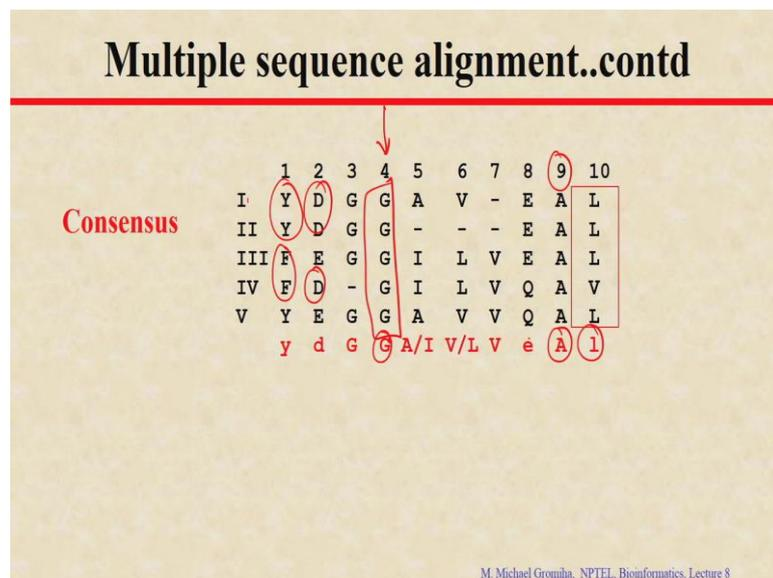 Multiple sequence alignment..contd
1 2 3 4 5 6 7 8 9 10
Consensus
I Y D G G A V - E A L
II Y D G G - - - E A L
III F E G G I L V E A L
IV F D - G I L V Q A V
V Y E G G A V V Q A L
y d G G A/I V/L V e A l
M. Michael Gromiha, NPTEL, Bioinformatics, Lecture 8